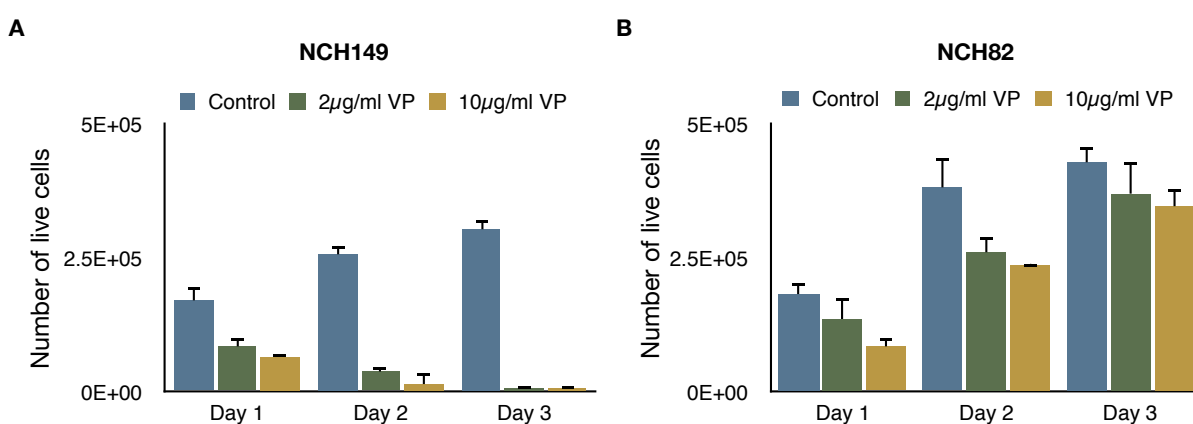 A
NCH149
Control 2µg/ml VP 10µg/ml VP
Number of live cells
5E+05
2.5E+05
0E+00
Day 1 Day 2 Day 3
B
NCH82
Control 2µg/ml VP 10µg/ml VP
Number of live cells
5E+05
2.5E+05
0E+00
Day 1 Day 2 Day 3